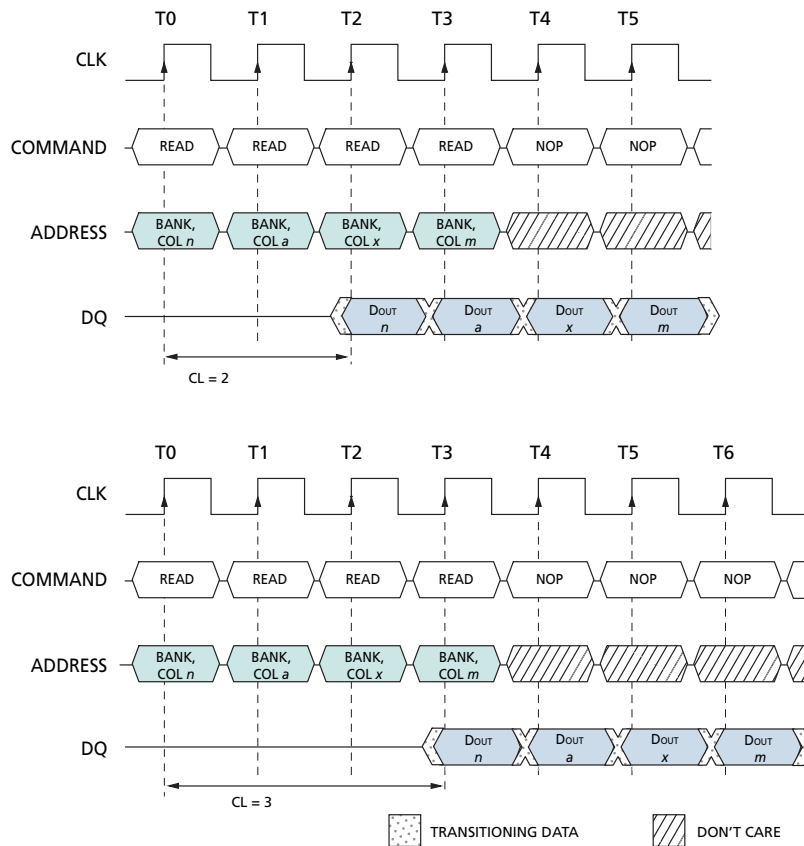 T0 T1 T2 T3 T4 T5
CLK
COMMAND READ READ READ READ NOP NOP
ADDRESS BANK, COL n BANK, COL a BANK, COL x BANK, COL m
DQ DOUT n DOUT a DOUT x DOUT m
CL = 2
T0 T1 T2 T3 T4 T5 T6
CLK
COMMAND READ READ READ READ NOP NOP NOP
ADDRESS BANK, COL n BANK, COL a BANK, COL x BANK, COL m
DQ DOUT n DOUT a DOUT x DOUT m
CL = 3
TRANSITIONING DATA DON'T CARE